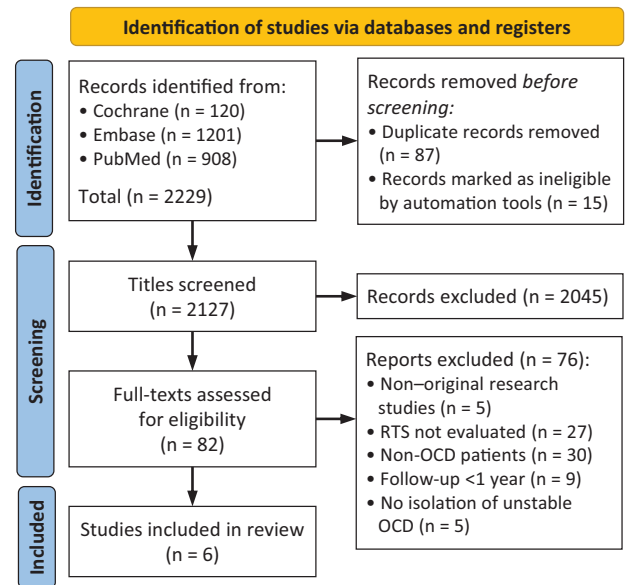 Identification of studies via databases and registers
Identification
Records identified from:
• Cochrane (n = 120)
• Embase (n = 1201)
• PubMed (n = 908)
Total (n = 2229)
Records removed before
screening:
• Duplicate records removed
(n = 87)
• Records marked as ineligible
by automation tools (n = 15)
Screening
Titles screened
(n = 2127)
Records excluded (n = 2045)
Full-texts assessed
for eligibility
(n = 82)
Reports excluded (n = 76):
• Non–original research
studies (n = 5)
• RTS not evaluated (n = 27)
• Non-OCD patients (n = 30)
• Follow-up <1 year (n = 9)
• No isolation of unstable
OCD (n = 5)
Included
Studies included in review
(n = 6)